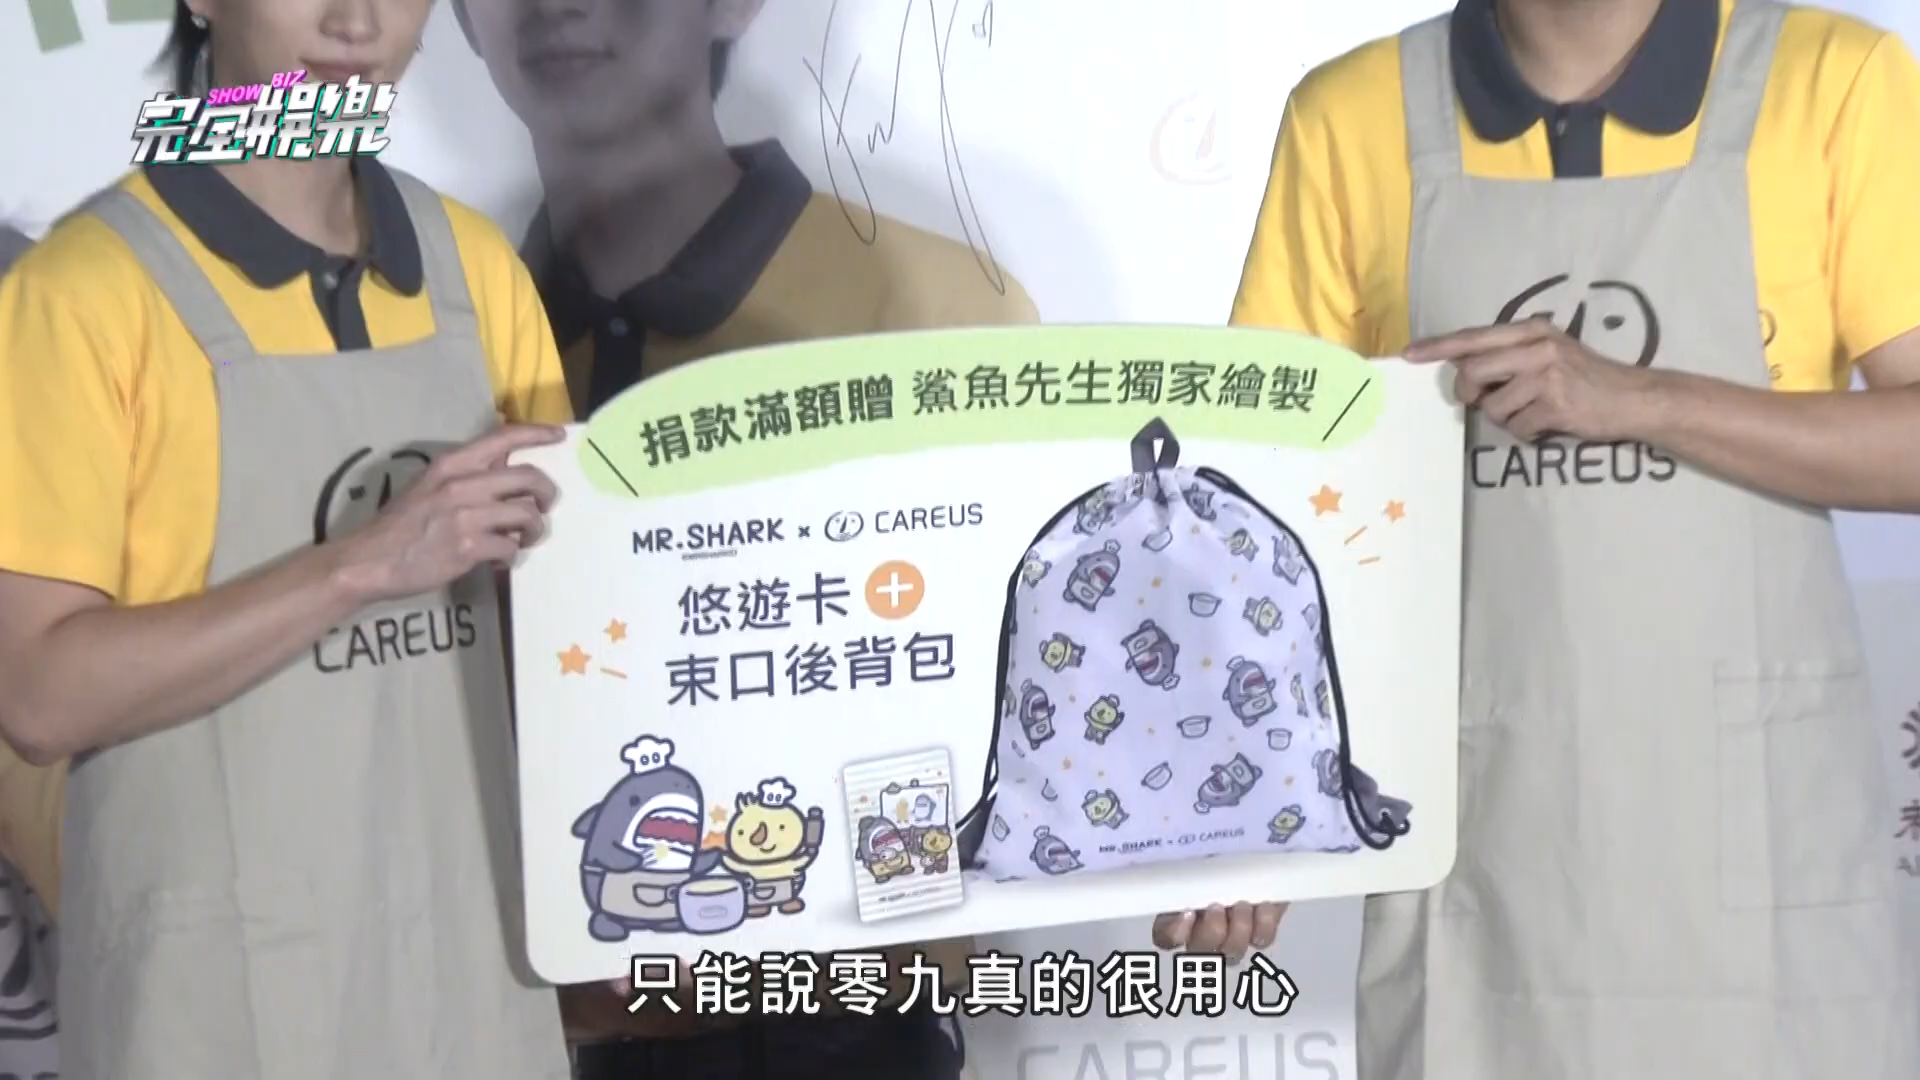 SHOW BIZ
完全娛樂
捐款滿額贈 鯊魚先生獨家繪製
MR.SHARK × CAREUS
悠遊卡+
束口後背包
MR.SHARK × CAREUS
CAREUS
CAREUS
只能說零九真的很用心
CAREUS